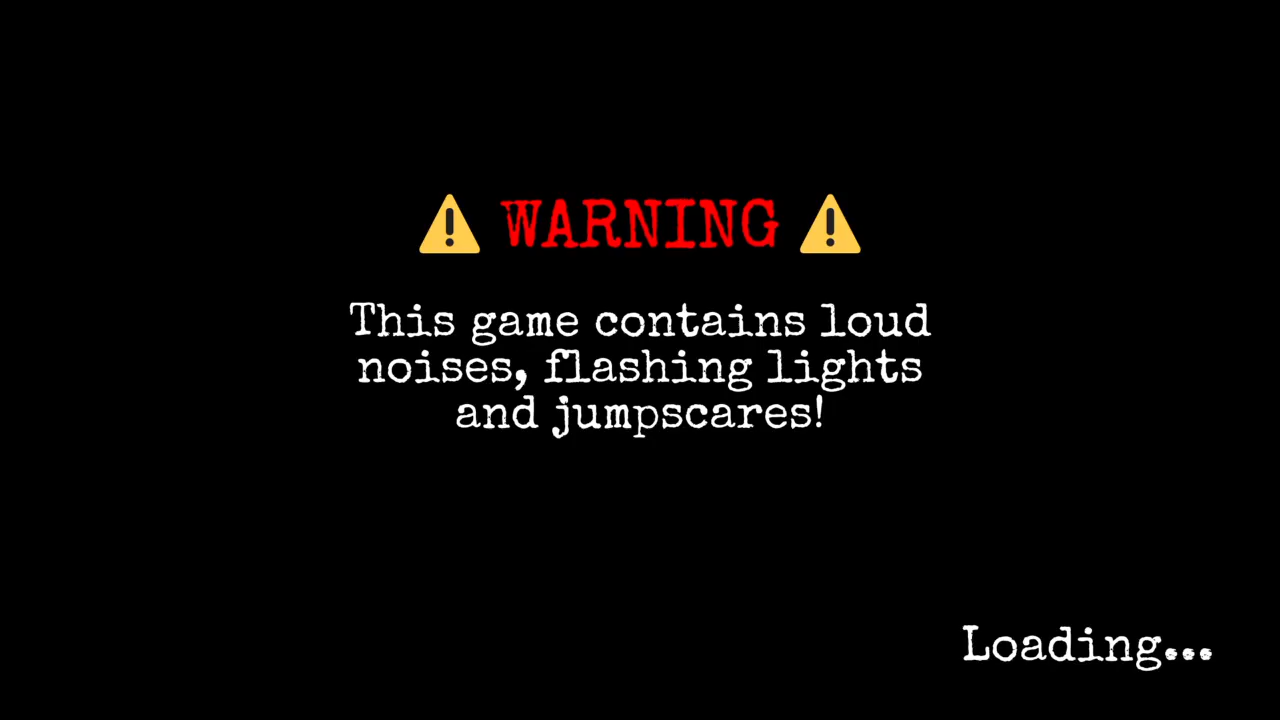 ⚠ WARNING ⚠
This game contains loud
noises, flashing lights
and jumpscares!
Loading...